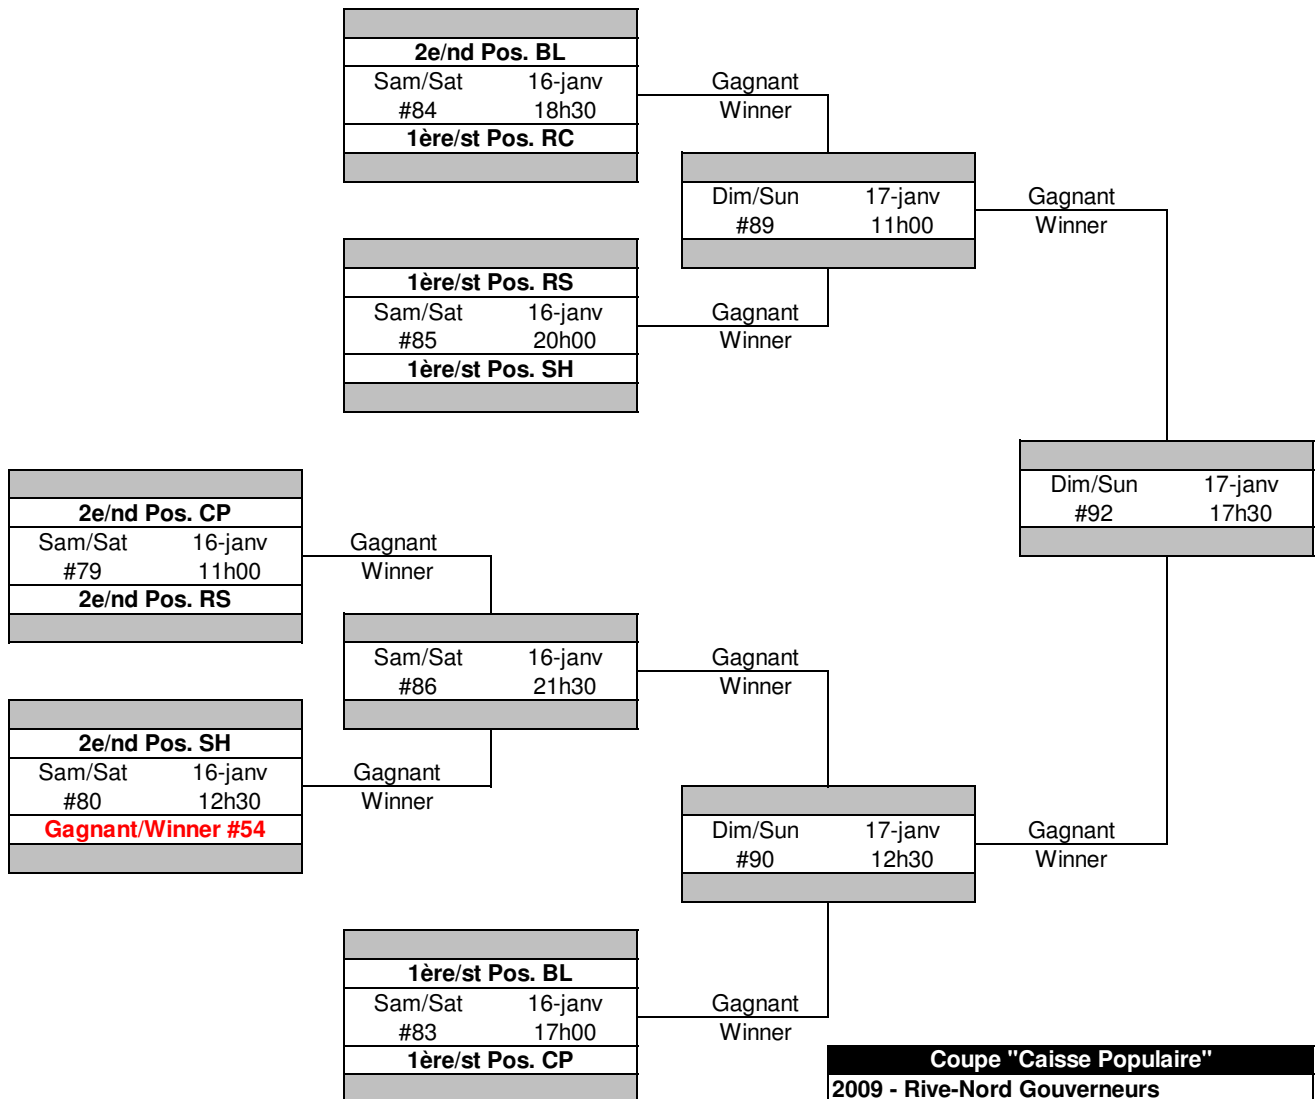 2e/nd Pos. BL
Sam/Sat 16-janv
#84 18h30
1ère/st Pos. RC
Gagnant
Winner
Dim/Sun 17-janv
#89 11h00
Gagnant
Winner
1ère/st Pos. RS
Sam/Sat 16-janv
#85 20h00
1ère/st Pos. SH
Gagnant
Winner
Dim/Sun 17-janv
#92 17h30
2e/nd Pos. CP
Sam/Sat 16-janv
#79 11h00
2e/nd Pos. RS
Gagnant
Winner
Sam/Sat 16-janv
#86 21h30
Gagnant
Winner
2e/nd Pos. SH
Sam/Sat 16-janv
#80 12h30
Gagnant/Winner #54
Gagnant
Winner
Dim/Sun 17-janv
#90 12h30
Gagnant
Winner
1ère/st Pos. BL
Sam/Sat 16-janv
#83 17h00
1ère/st Pos. CP
Gagnant
Winner
Coupe "Caisse Populaire"
2009 - Rive-Nord Gouverneurs